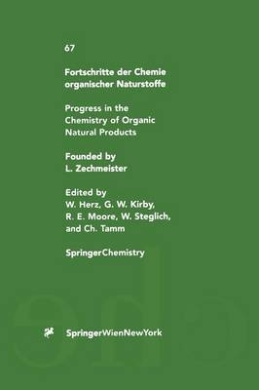 67
Fortschritte der Chemie
organischer Naturstoffe
Progress in the
Chemistry of Organic
Natural Products
Founded by
L. Zechmeister
Edited by
W. Herz, G. W. Kirby,
R. E. Moore, W. Steglich,
and Ch. Tamm
SpringerChemistry
SpringerWienNewYork